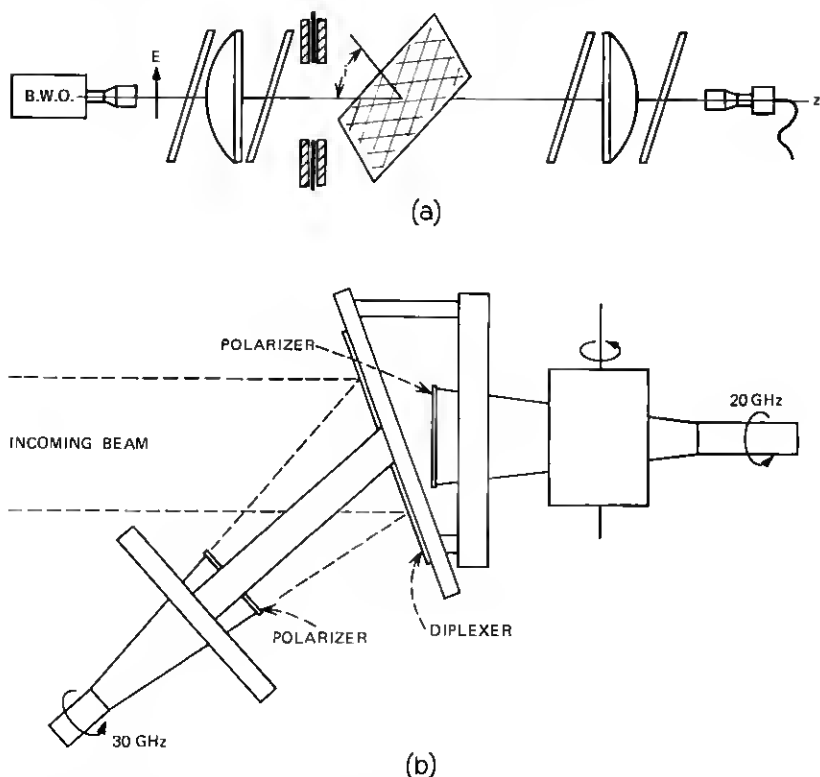 B.W.O.
E
z
(a)
POLARIZER
INCOMING BEAM
20 GHz
POLARIZER
DIPLEXER
30 GHz
(b)